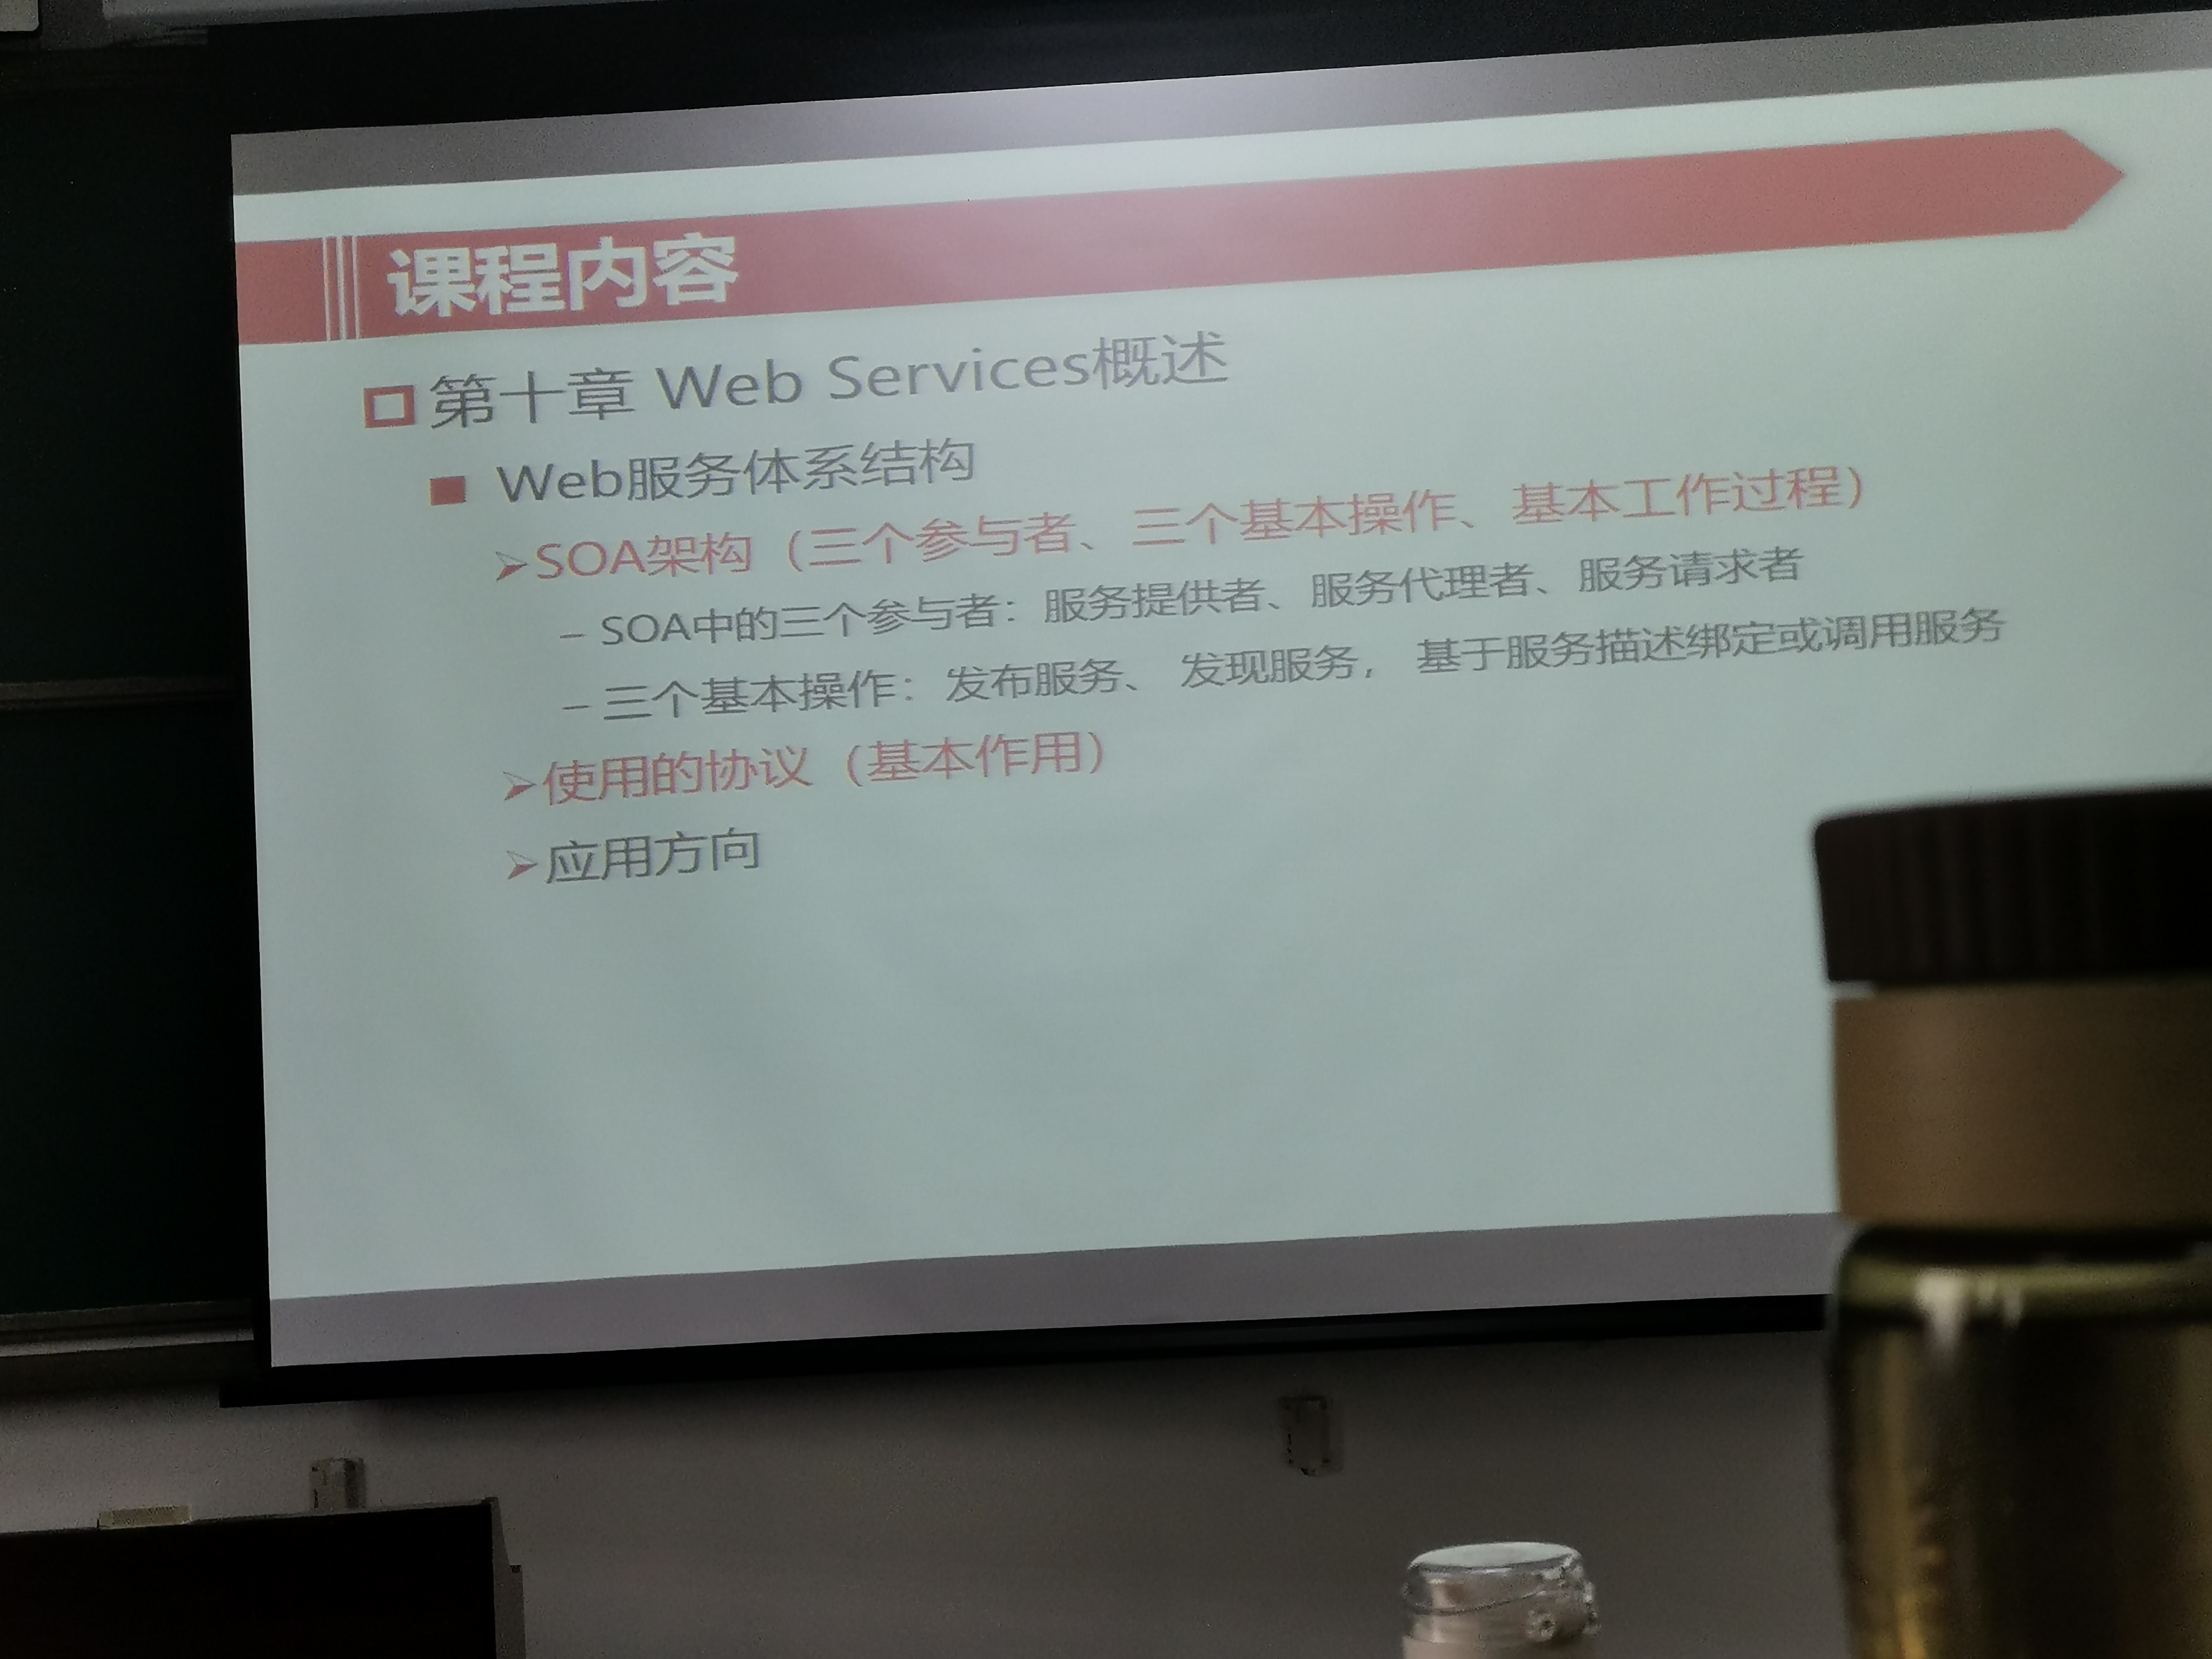 课程内容
第十章 Web Services概述
Web服务体系结构
SOA架构（三个参与者、三个基本操作、基本工作过程）
– SOA中的三个参与者：服务提供者、服务代理者、服务请求者
– 三个基本操作：发布服务、 发现服务， 基于服务描述绑定或调用服务
使用的协议（基本作用）
应用方向